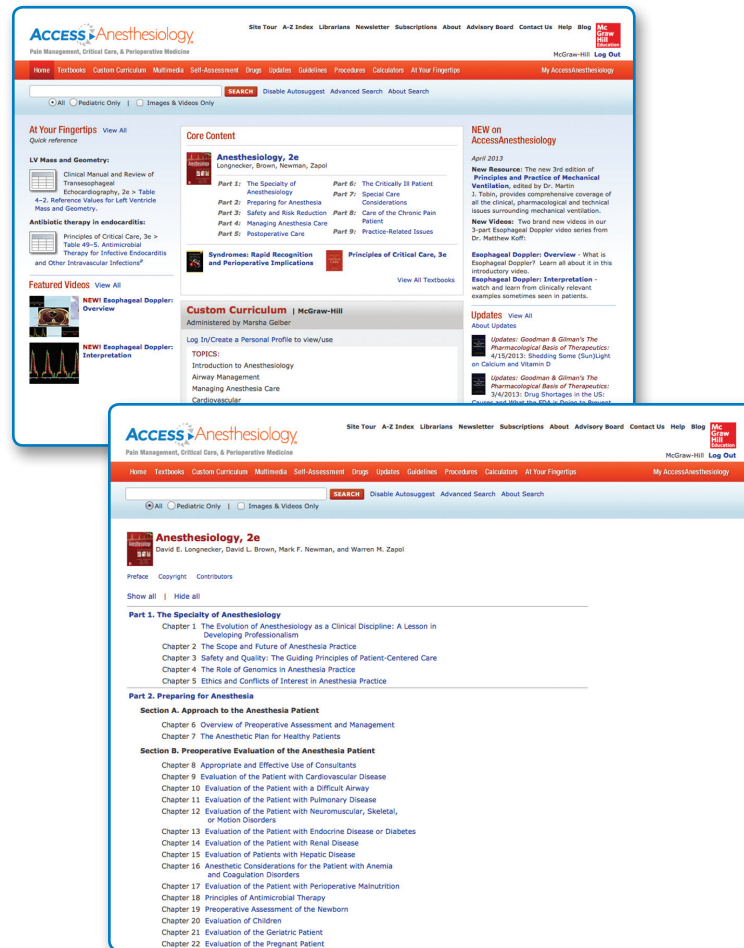 Site Tour A-Z Index Librarians Newsletter Subscriptions About Advisory Board Contact Us Help Blog
Mc
Graw
Hill
Education
ACCESS Anesthesiology
Pain Management, Critical Care, & Perioperative Medicine
McGraw-Hill Log Out
Home Textbooks Custom Curriculum Multimedia Self-Assessment Drugs Updates Guidelines Procedures Calculators At Your Fingertips My AccessAnesthesiology
SEARCH Disable Autosuggest Advanced Search About Search
All Pediatric Only | Images & Videos Only
At Your Fingertips View All
Quick reference
LV Mass and Geometry:
Clinical Manual and Review of
Transesophageal
Echocardiography, 2e > Table
4-2. Reference Values for Left Ventricle
Mass and Geometry.
Antibiotic therapy in endocarditis:
Principles of Critical Care, 3e >
Table 49-5. Antimicrobial
Therapy for Infective Endocarditis
and Other Intravascular Infections
Featured Videos View All
NEW! Esophageal Doppler:
Overview
NEW! Esophageal Doppler:
Interpretation
Core Content
Anesthesiology, 2e
Longnecker, Brown, Newman, Zapol
Part 1: The Specialty of
Anesthesiology
Part 2: Preparing for Anesthesia
Part 3: Safety and Risk Reduction
Part 4: Managing Anesthesia Care
Part 5: Postoperative Care
Part 6: The Critically Ill Patient
Part 7: Special Care
Considerations
Part 8: Care of the Chronic Pain
Patient
Part 9: Practice-Related Issues
Syndromes: Rapid Recognition
and Perioperative Implications
Principles of Critical Care, 3e
View All Textbooks
Custom Curriculum | McGraw-Hill
Administered by Marsha Gelber
Log In/Create a Personal Profile to view/use
TOPICS:
Introduction to Anesthesiology
Airway Management
Managing Anesthesia Care
Cardiovascular
NEW on
AccessAnesthesiology
April 2013
New Resource: The new 3rd edition of
Principles and Practice of Mechanical
Ventilation, edited by Dr. Martin
J. Tobin, provides comprehensive coverage of
all the clinical, pharmacological and technical
issues surrounding mechanical ventilation.
New Videos: Two brand new videos in our
3-part Esophageal Doppler video series from
Dr. Matthew Koff:
Esophageal Doppler: Overview - What is
Esophageal Doppler? Learn all about it in this
introductory video.
Esophageal Doppler: Interpretation -
watch and learn from clinically relevant
examples sometimes seen in patients.
Updates View All
About Updates
Updates: Goodman & Gilman's The
Pharmacological Basis of Therapeutics:
4/15/2013: Shedding Some (Sun)Light
on Calcium and Vitamin D
Updates: Goodman & Gilman's The
Pharmacological Basis of Therapeutics:
3/4/2013: Drug Shortages in the US:
Causes and What the FDA is Doing to Prevent
Site Tour A-Z Index Librarians Newsletter Subscriptions About Advisory Board Contact Us Help Blog
Mc
Graw
Hill
Education
ACCESS Anesthesiology
Pain Management, Critical Care, & Perioperative Medicine
McGraw-Hill Log Out
Home Textbooks Custom Curriculum Multimedia Self-Assessment Drugs Updates Guidelines Procedures Calculators At Your Fingertips My AccessAnesthesiology
SEARCH Disable Autosuggest Advanced Search About Search
All Pediatric Only | Images & Videos Only
Anesthesiology, 2e
David E. Longnecker, David L. Brown, Mark F. Newman, and Warren M. Zapol
Preface Copyright Contributors
Show all | Hide all
Part 1. The Specialty of Anesthesiology
Chapter 1 The Evolution of Anesthesiology as a Clinical Discipline: A Lesson in
Developing Professionalism
Chapter 2 The Scope and Future of Anesthesia Practice
Chapter 3 Safety and Quality: The Guiding Principles of Patient-Centered Care
Chapter 4 The Role of Genomics in Anesthesia Practice
Chapter 5 Ethics and Conflicts of Interest in Anesthesia Practice
Part 2. Preparing for Anesthesia
Section A. Approach to the Anesthesia Patient
Chapter 6 Overview of Preoperative Assessment and Management
Chapter 7 The Anesthetic Plan for Healthy Patients
Section B. Preoperative Evaluation of the Anesthesia Patient
Chapter 8 Appropriate and Effective Use of Consultants
Chapter 9 Evaluation of the Patient with Cardiovascular Disease
Chapter 10 Evaluation of the Patient with a Difficult Airway
Chapter 11 Evaluation of the Patient with Pulmonary Disease
Chapter 12 Evaluation of the Patient with Neuromuscular, Skeletal,
or Motion Disorders
Chapter 13 Evaluation of the Patient with Endocrine Disease or Diabetes
Chapter 14 Evaluation of the Patient with Renal Disease
Chapter 15 Evaluation of Patients with Hepatic Disease
Chapter 16 Anesthetic Considerations for the Patient with Anemia
and Coagulation Disorders
Chapter 17 Evaluation of the Patient with Perioperative Malnutrition
Chapter 18 Principles of Antimicrobial Therapy
Chapter 19 Preoperative Assessment of the Newborn
Chapter 20 Evaluation of Children
Chapter 21 Evaluation of the Geriatric Patient
Chapter 22 Evaluation of the Pregnant Patient